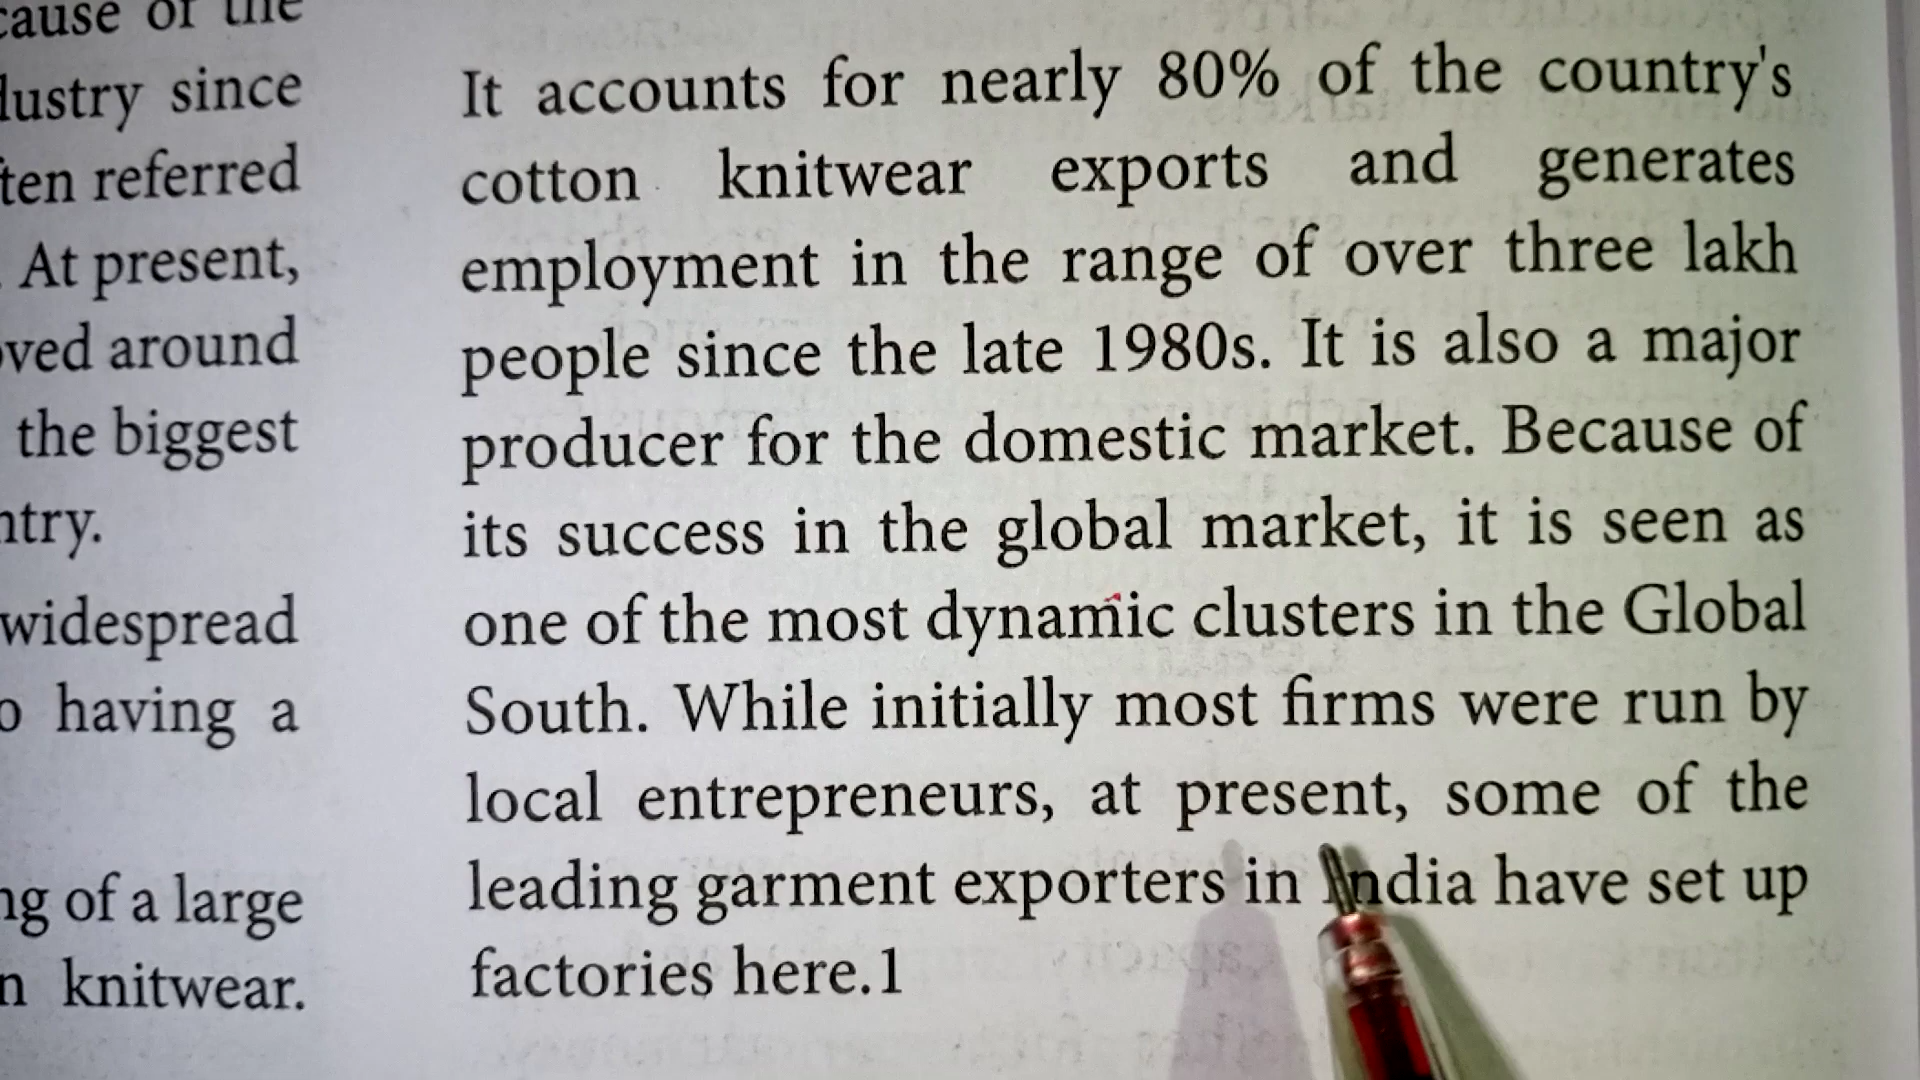 cause of the
dustry since
ten referred
. At present,
ved around
the biggest
ntry.
widespread
having a
ng of a large
n knitwear.
It accounts for nearly 80% of the country's
cotton knitwear exports and generates
employment in the range of over three lakh
people since the late 1980s. It is also a major
producer for the domestic market. Because of
its success in the global market, it is seen as
one of the most dynamic clusters in the Global
South. While initially most firms were run by
local entrepreneurs, at present, some of the
leading garment exporters in India have set up
factories here.1